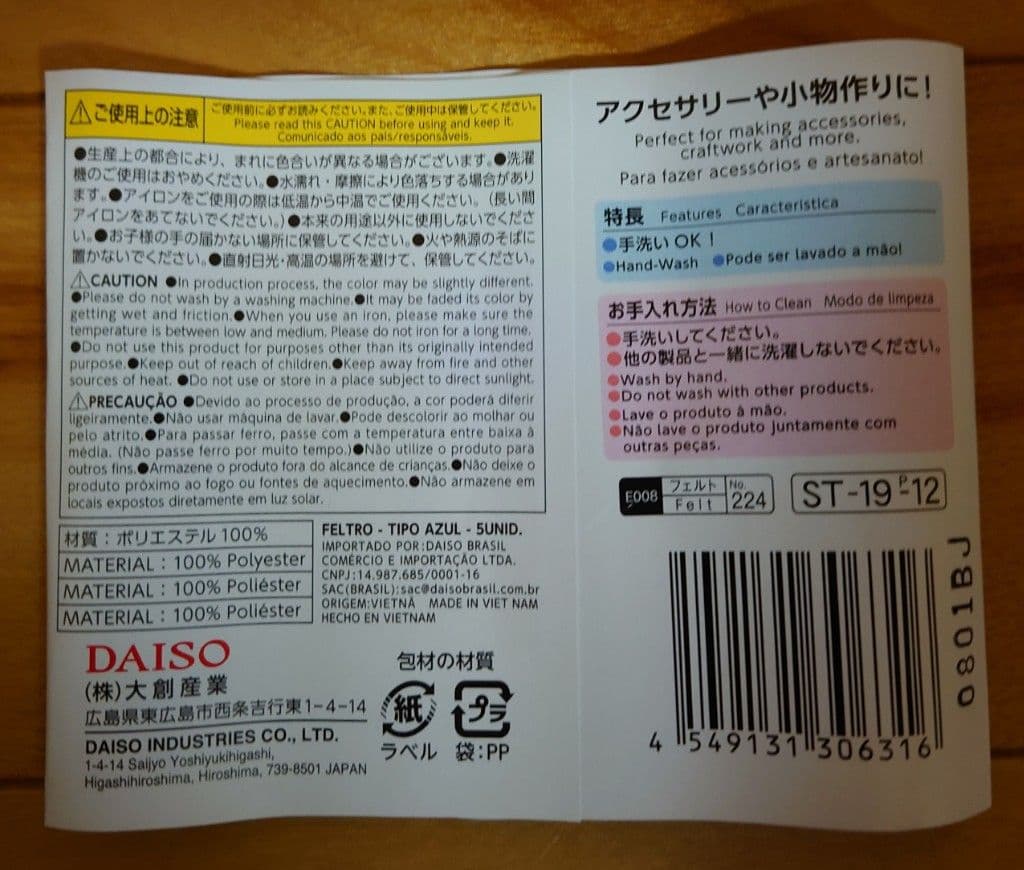 ご使用上の注意
ご使用前に必ずお読みください。また、ご使用中は保管してください。
Please read this CAUTION before using and keep it.
Comunicado aos pais/responsáveis.
●生産上の都合により、まれに色合いが異なる場合がございます。●洗濯
機のご使用はおやめください。●水濡れ・摩擦により色落ちする場合があり
ます。●アイロンをご使用の際は低温から中温でご使用ください。(長い間
アイロンをあてないでください。)●本来の用途以外に使用しないでくださ
い。●お子様の手の届かない場所に保管してください。●火や熱源のそばに
置かないでください。●直射日光・高温の場所を避けて、保管してください。
⚠CAUTION ●In production process, the color may be slightly different.
●Please do not wash by a washing machine.●It may be faded its color by
getting wet and friction.●When you use an iron, please make sure the
temperature is between low and medium. Please do not iron for a long time.
●Do not use this product for purposes other than its originally intended
purpose.●Keep out of reach of children.●Keep away from fire and other
sources of heat. ●Do not use or store in a place subject to direct sunlight.
⚠PRECAUÇÃO ●Devido ao processo de produção, a cor poderá diferir
ligeiramente.●Não usar máquina de lavar.●Pode descolorir ao molhar ou
pelo atrito.●Para passar ferro, passe com a temperatura entre baixa à
média. (Não passe ferro por muito tempo.)●Não utilize o produto para
outros fins.●Armazene o produto fora do alcance de crianças.●Não deixe o
produto próximo ao fogo ou fontes de aquecimento.●Não armazene em
locais expostos diretamente em luz solar.
材質：ポリエステル100%
MATERIAL：100% Polyester
MATERIAL：100% Poliéster
MATERIAL：100% Poliéster
FELTRO - TIPO AZUL - 5UNID.
IMPORTADO POR:DAISO BRASIL
COMÉRCIO E IMPORTAÇÃO LTDA.
CNPJ:14.987.685/0001-16
SAC(BRASIL):sac@daisobrasil.com.br
ORIGEM:VIETNÃ MADE IN VIET NAM
HECHO EN VIETNAM
DAISO
(株)大創産業
広島県東広島市西条吉行東1-4-14
DAISO INDUSTRIES CO., LTD.
1-4-14 Saijyo Yoshiyukihigashi,
Higashihiroshima, Hiroshima, 739-8501 JAPAN
包材の材質
紙 プラ
ラベル 袋:PP
アクセサリーや小物作りに！
Perfect for making accessories,
craftwork and more.
Para fazer acessórios e artesanato!
特長 Features Característica
●手洗いOK！
●Hand-Wash ●Pode ser lavado a mão!
お手入れ方法 How to Clean Modo de limpeza
●手洗いしてください。
●他の製品と一緒に洗濯しないでください。
●Wash by hand.
●Do not wash with other products.
●Lave o produto à mão.
●Não lave o produto juntamente com
outras peças.
E008 フェルト Felt No. 224
ST-19 P-12
0801BJ
4 549131 306316